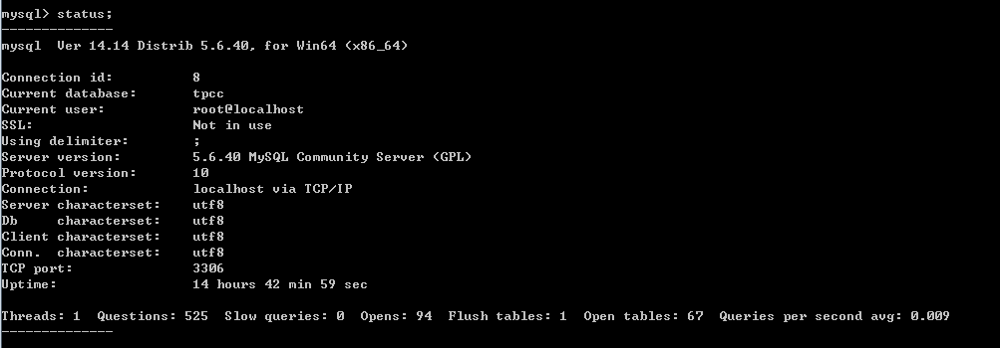 mysql> status;
--------------
mysql  Ver 14.14 Distrib 5.6.40, for Win64 (x86_64)
Connection id:          8
Current database:       tpcc
Current user:           root@localhost
SSL:                    Not in use
Using delimiter:        ;
Server version:         5.6.40 MySQL Community Server (GPL)
Protocol version:       10
Connection:             localhost via TCP/IP
Server characterset:    utf8
Db     characterset:    utf8
Client characterset:    utf8
Conn.  characterset:    utf8
TCP port:               3306
Uptime:                 14 hours 42 min 59 sec
Threads: 1  Questions: 525  Slow queries: 0  Opens: 94  Flush tables: 1  Open tables: 67  Queries per second avg: 0.009
--------------